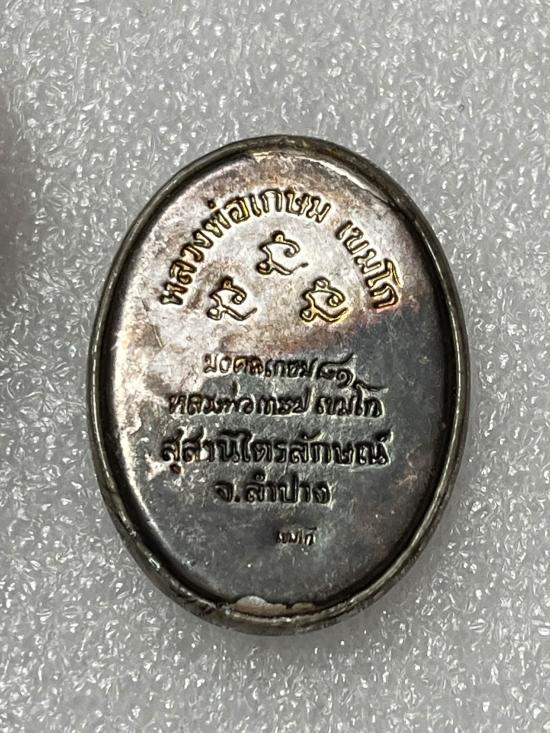 หลวงพ่อเกษม เขมโก
มงคลเกษม๘๑
หลวงพ่อเกษม เขมโก
สุสานไตรลักษณ์
จ.ลำปาง